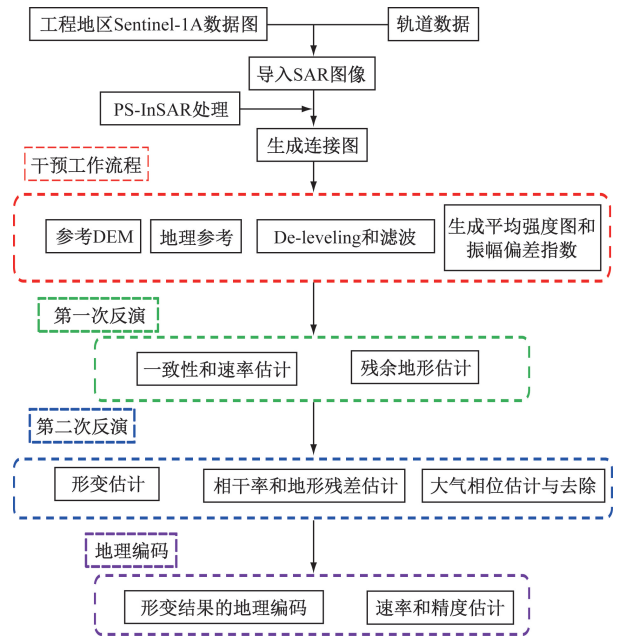 工程地区Sentinel-1A数据图
轨道数据
导入SAR图像
PS-InSAR处理
生成连接图
干预工作流程
参考DEM
地理参考
De-leveling和滤波
生成平均强度图和
振幅偏差指数
第一次反演
一致性和速率估计
残余地形估计
第二次反演
形变估计
相干率和地形残差估计
大气相位估计与去除
地理编码
形变结果的地理编码
速率和精度估计